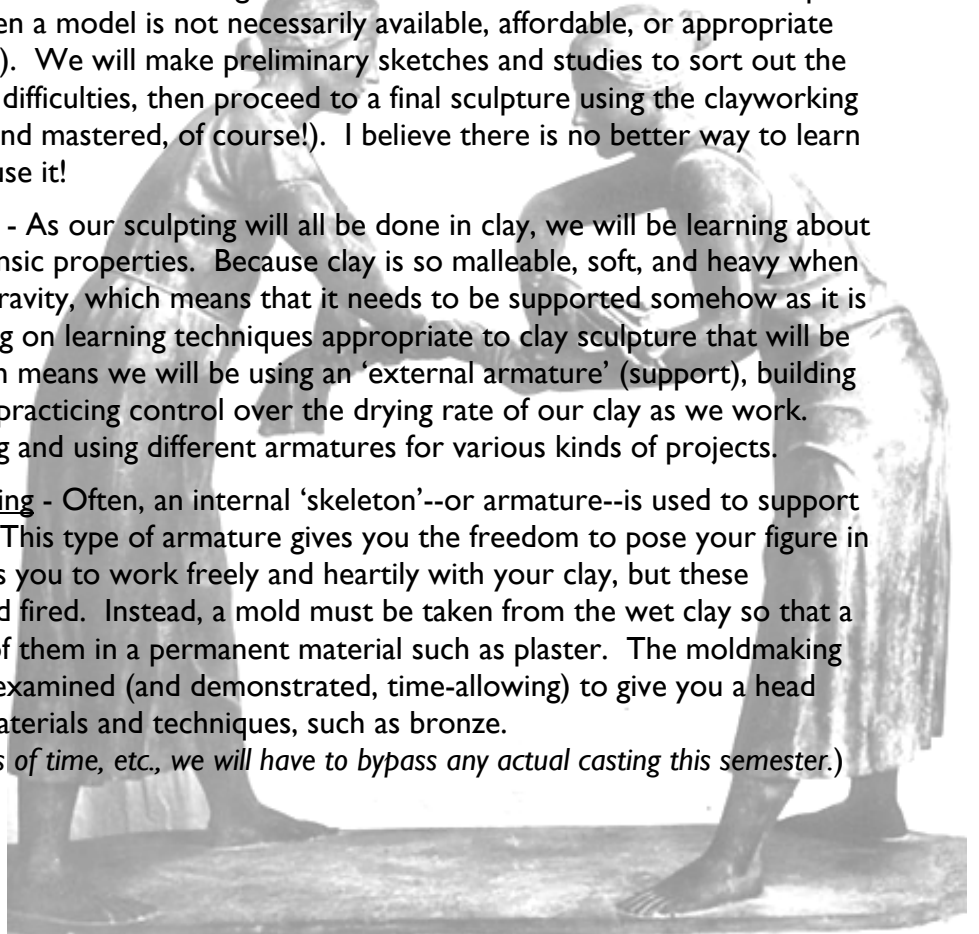 en a model is not necessarily available, affordable, or appropriate
). We will make preliminary sketches and studies to sort out the
difficulties, then proceed to a final sculpture using the clayworking
nd mastered, of course!). I believe there is no better way to learn
use it!
- As our sculpting will all be done in clay, we will be learning about
nsic properties. Because clay is so malleable, soft, and heavy when
ravity, which means that it needs to be supported somehow as it is
g on learning techniques appropriate to clay sculpture that will be
h means we will be using an ‘external armature’ (support), building
practicing control over the drying rate of our clay as we work.
g and using different armatures for various kinds of projects.
ing - Often, an internal ‘skeleton’--or armature--is used to support
This type of armature gives you the freedom to pose your figure in
s you to work freely and heartily with your clay, but these
d fired. Instead, a mold must be taken from the wet clay so that a
of them in a permanent material such as plaster. The moldmaking
examined (and demonstrated, time-allowing) to give you a head
aterials and techniques, such as bronze.
s of time, etc., we will have to bypass any actual casting this semester.)